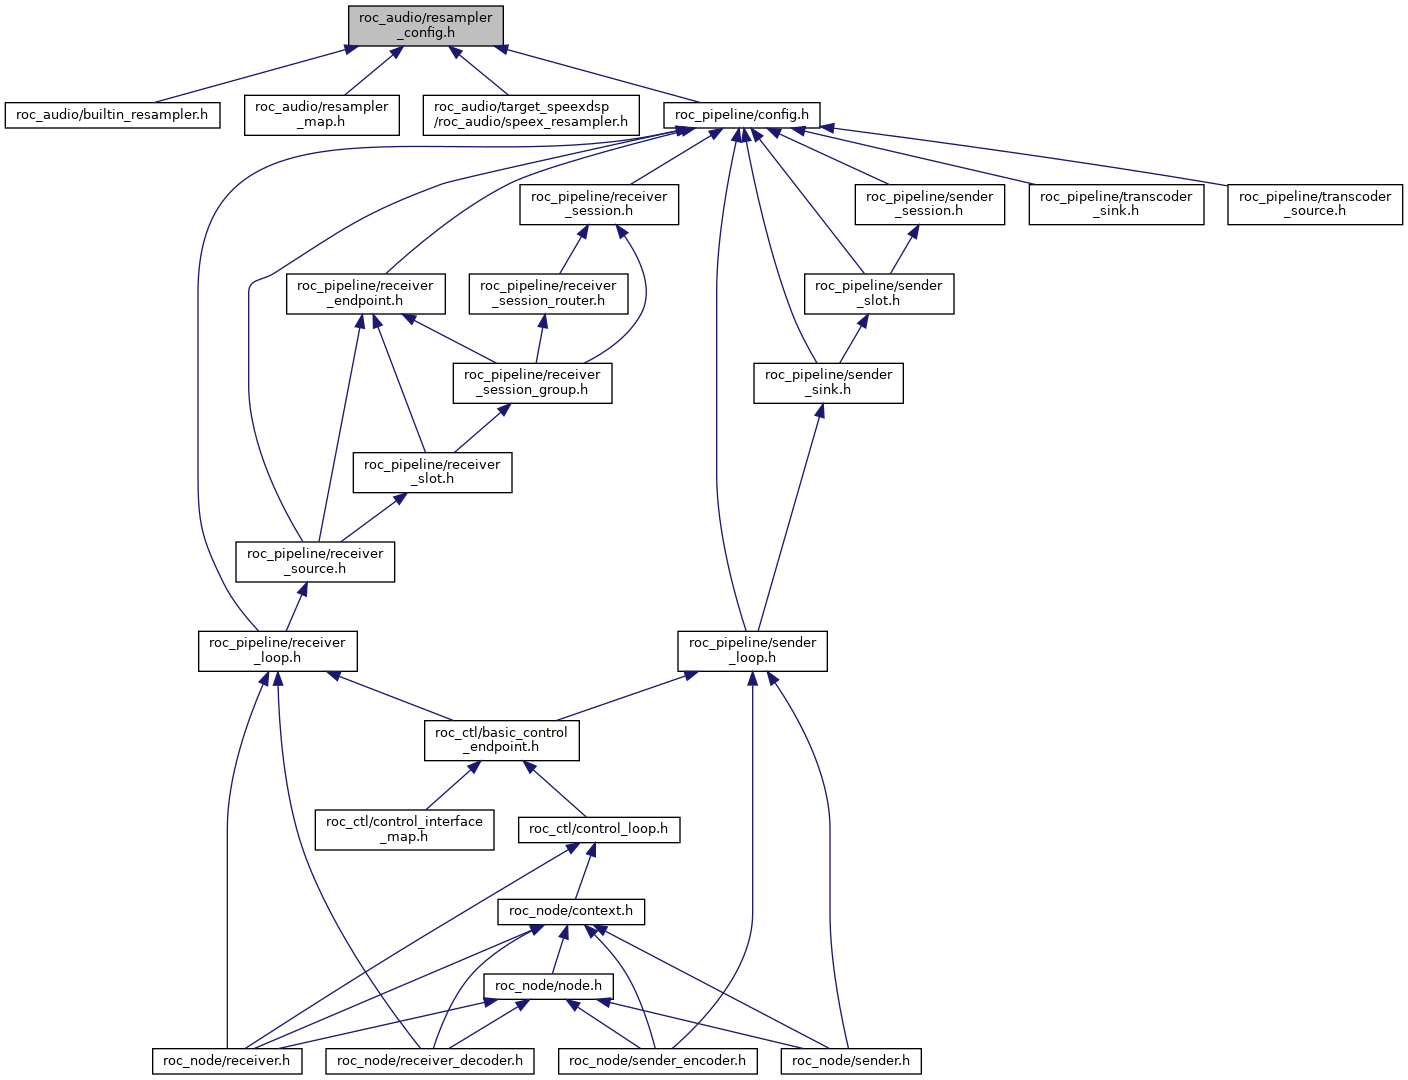 roc_audio/resampler
_config.h
roc_audio/builtin_resampler.h
roc_audio/resampler
_map.h
roc_audio/target_speexdsp
/roc_audio/speex_resampler.h
roc_pipeline/config.h
roc_pipeline/receiver
_session.h
roc_pipeline/sender
_session.h
roc_pipeline/transcoder
_sink.h
roc_pipeline/transcoder
_source.h
roc_pipeline/receiver
_endpoint.h
roc_pipeline/receiver
_session_router.h
roc_pipeline/sender
_slot.h
roc_pipeline/receiver
_session_group.h
roc_pipeline/sender
_sink.h
roc_pipeline/receiver
_slot.h
roc_pipeline/receiver
_source.h
roc_pipeline/receiver
_loop.h
roc_pipeline/sender
_loop.h
roc_ctl/basic_control
_endpoint.h
roc_ctl/control_interface
_map.h
roc_ctl/control_loop.h
roc_node/context.h
roc_node/node.h
roc_node/receiver.h
roc_node/receiver_decoder.h
roc_node/sender_encoder.h
roc_node/sender.h